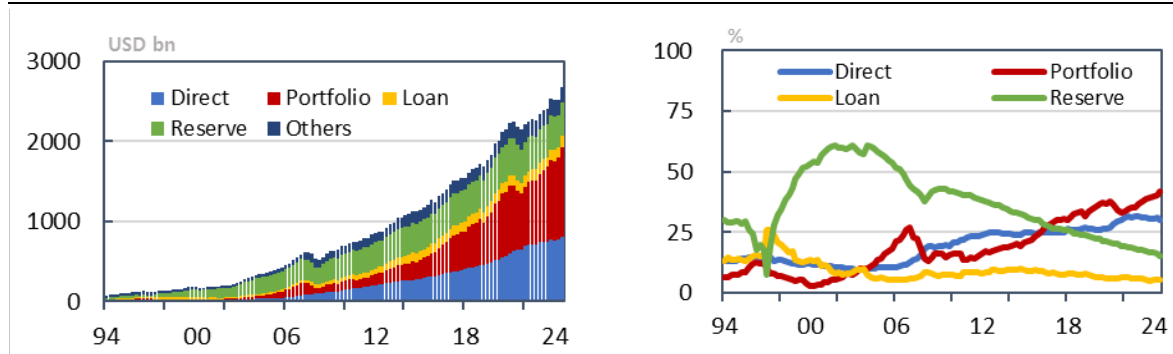 USD bn
3000
2000
1000
0
Direct Portfolio Loan
Reserve Others
94 00 06 12 18 24
%
100
75
50
25
0
Direct Portfolio
Loan Reserve
94 00 06 12 18 24